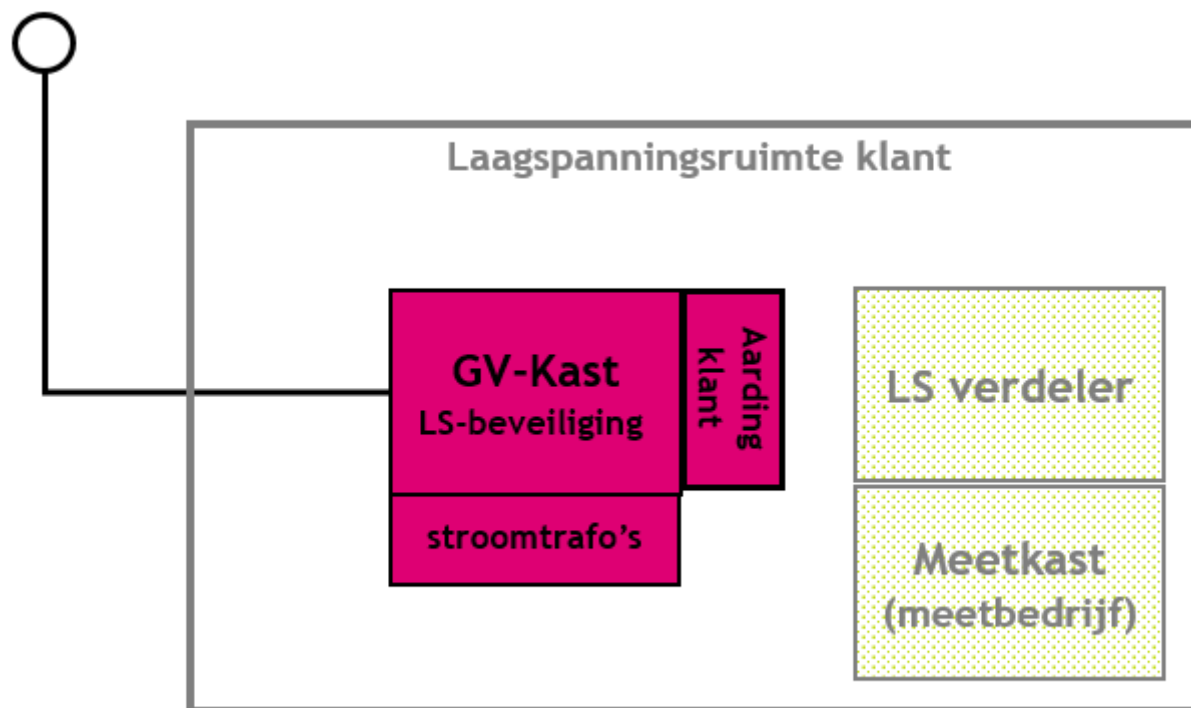 Laagspanningsruimte klant
GV-Kast
LS-beveiliging
Aarding
klant
stroomtrafo's
LS verdeler
Meetkast
(meetbedrijf)